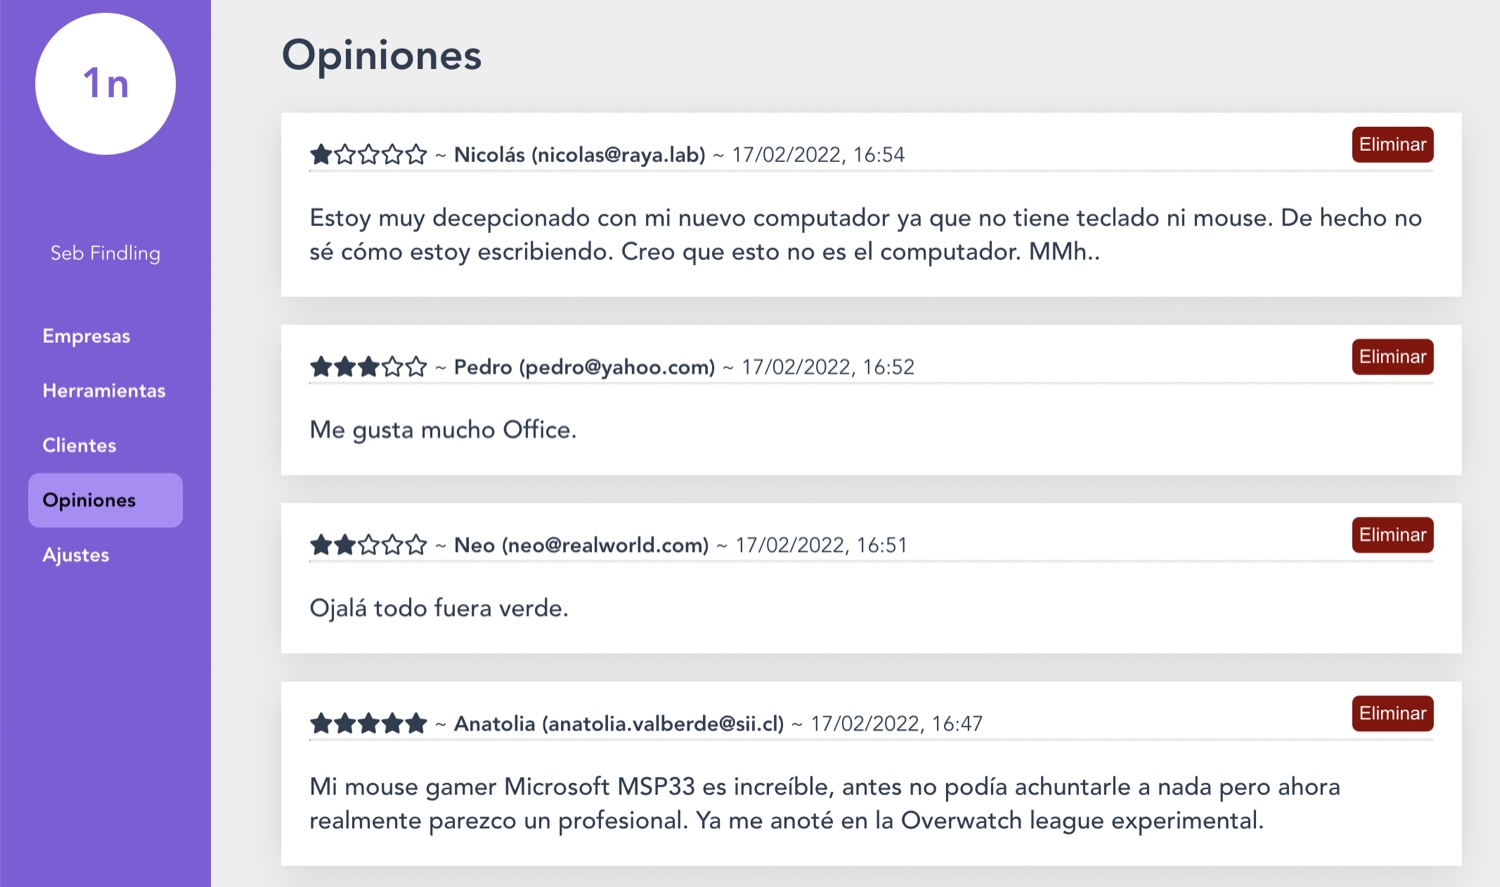 1n
Seb Findling
Empresas
Herramientas
Clientes
Opiniones
Ajustes
Opiniones
~ Nicolás (nicolas@raya.lab) ~ 17/02/2022, 16:54
Eliminar
Estoy muy decepcionado con mi nuevo computador ya que no tiene teclado ni mouse. De hecho no
sé cómo estoy escribiendo. Creo que esto no es el computador. MMh..
~ Pedro (pedro@yahoo.com) ~ 17/02/2022, 16:52
Eliminar
Me gusta mucho Office.
~ Neo (neo@realworld.com) ~ 17/02/2022, 16:51
Eliminar
Ojalá todo fuera verde.
~ Anatolia (anatolia.valberde@sii.cl) ~ 17/02/2022, 16:47
Eliminar
Mi mouse gamer Microsoft MSP33 es increíble, antes no podía achuntarle a nada pero ahora
realmente parezco un profesional. Ya me anoté en la Overwatch league experimental.